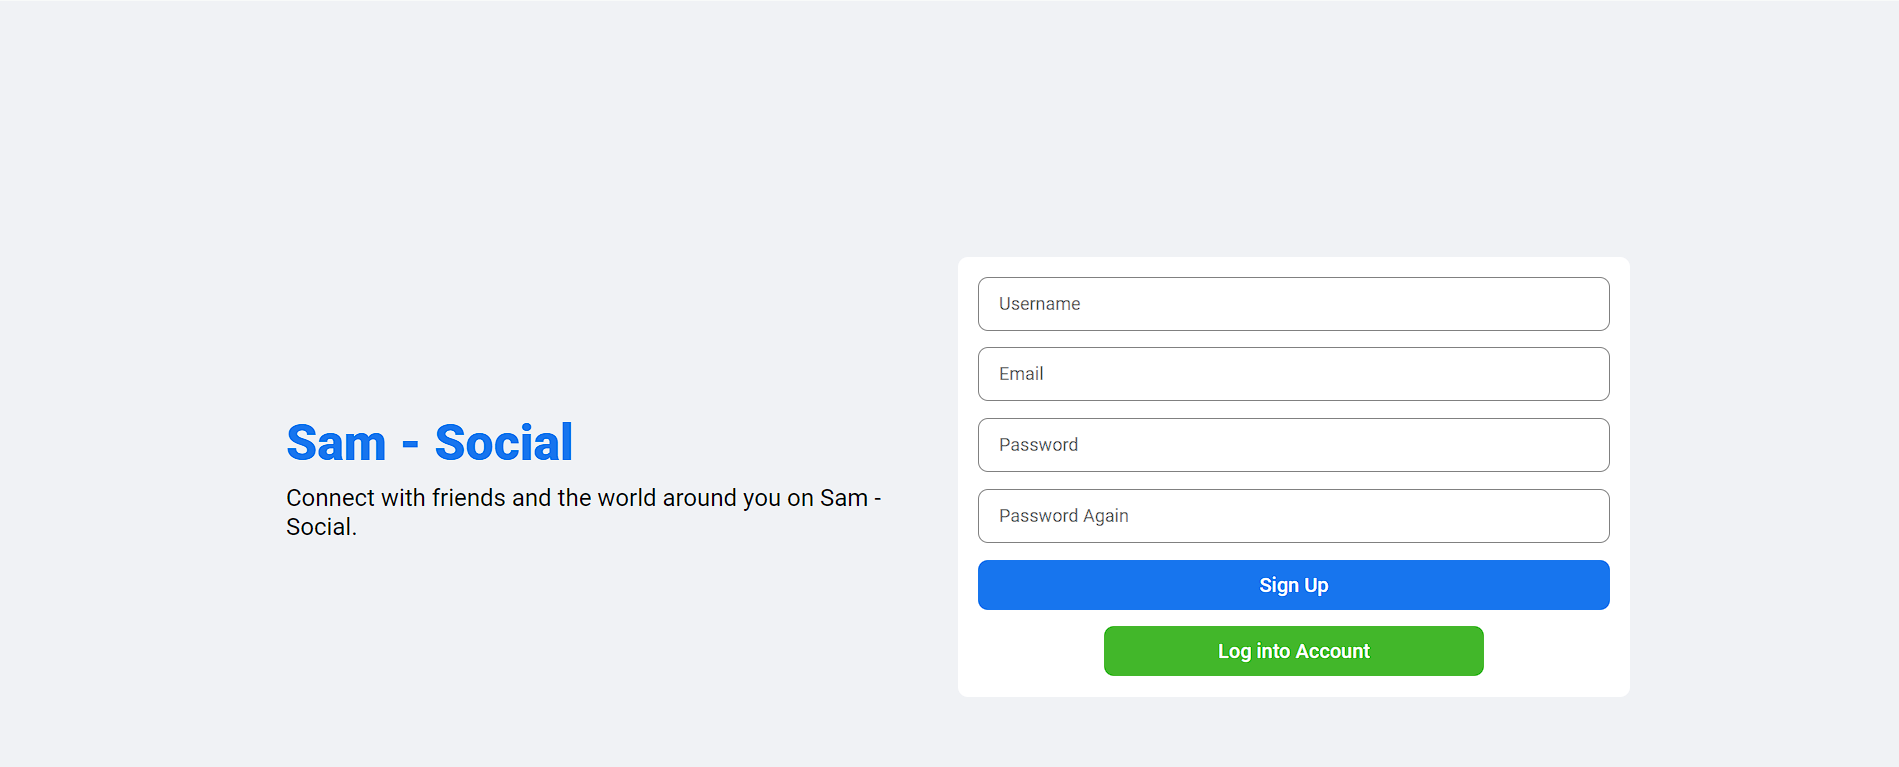 Sam - Social
Connect with friends and the world around you on Sam -
Social.
Username
Email
Password
Password Again
Sign Up
Log into Account